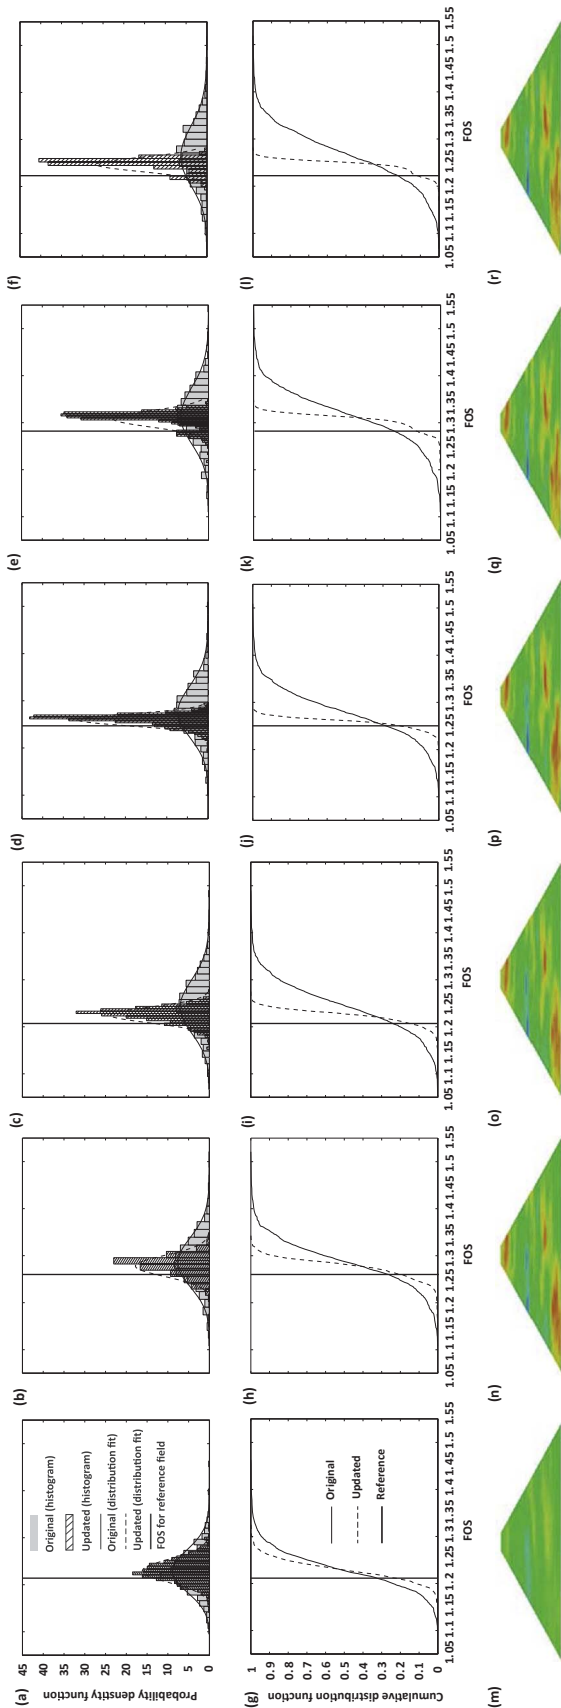 (a)
(b)
(c)
(d)
(e)
(f)
Probability density function
45
40
35
30
25
20
15
10
5
0
Original (histogram)
Updated (histogram)
Original (distribution fit)
Updated (distribution fit)
FOS for reference field
(g)
(h)
(i)
(j)
(k)
(l)
Cumulative distribution function
1
0.9
0.8
0.7
0.6
0.5
0.4
0.3
0.2
0.1
0
Original
Updated
Reference
1.05 1.1 1.15 1.2 1.25 1.3 1.35 1.4 1.45 1.5 1.55
FOS
1.05 1.1 1.15 1.2 1.25 1.3 1.35 1.4 1.45 1.5 1.55
FOS
1.05 1.1 1.15 1.2 1.25 1.3 1.35 1.4 1.45 1.5 1.55
FOS
1.05 1.1 1.15 1.2 1.25 1.3 1.35 1.4 1.45 1.5 1.55
FOS
1.05 1.1 1.15 1.2 1.25 1.3 1.35 1.4 1.45 1.5 1.55
FOS
1.05 1.1 1.15 1.2 1.25 1.3 1.35 1.4 1.45 1.5 1.55
FOS
(m)
(n)
(o)
(p)
(q)
(r)